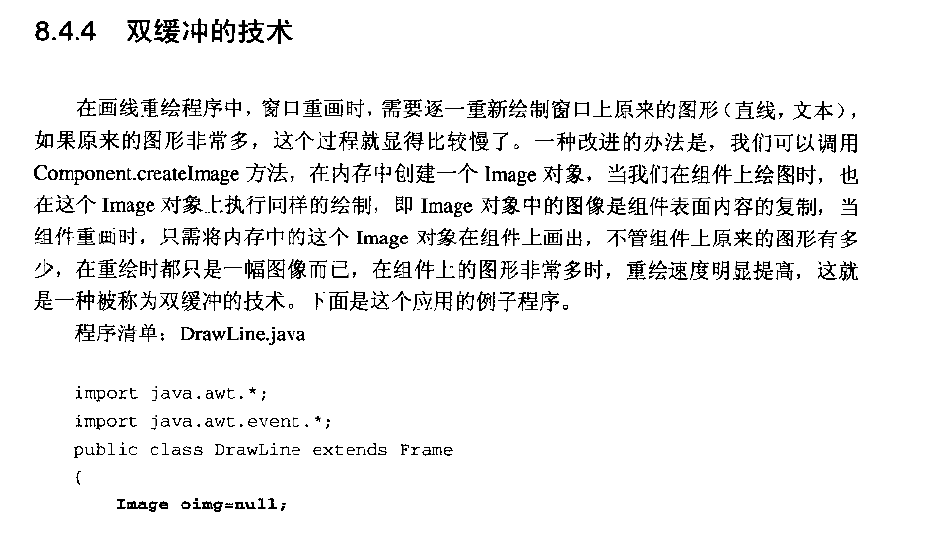 8.4.4 双缓冲的技术
在画线重绘程序中，窗口重画时，需要逐一重新绘制窗口上原来的图形（直线，文本），
如果原来的图形非常多，这个过程就显得比较慢了。一种改进的办法是，我们可以调用
Component.createImage 方法，在内存中创建一个 Image 对象，当我们在组件上绘图时，也
在这个 Image 对象上执行同样的绘制，即 Image 对象中的图像是组件表面内容的复制，当
组件重画时，只需将内存中的这个 Image 对象在组件上画出，不管组件上原来的图形有多
少，在重绘时都只是一幅图像而已，在组件上的图形非常多时，重绘速度明显提高，这就
是一种被称为双缓冲的技术。下面是这个应用的例子程序。
程序清单：DrawLine.java
import java.awt.*;
import java.awt.event.*;
public class DrawLine extends Frame
{
Image oimg=null;